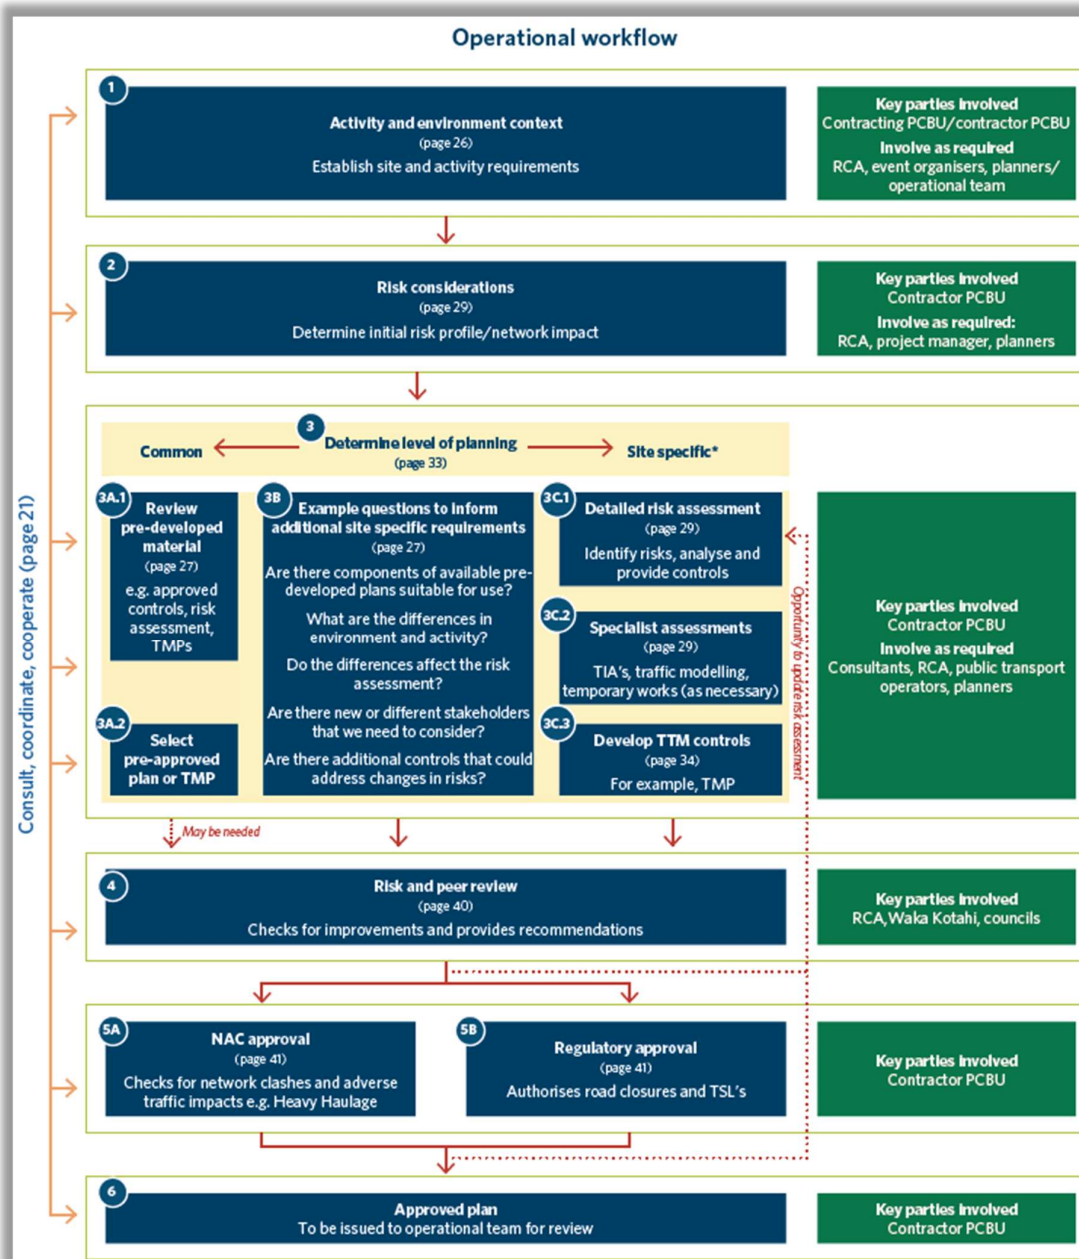 Operational workflow
Consult, coordinate, cooperate (page 21)
1
Activity and environment context
(page 26)
Establish site and activity requirements
Key parties involved
Contracting PCBU/contractor PCBU
Involve as required
RCA, event organisers, planners/
operational team
2
Risk considerations
(page 29)
Determine initial risk profile/network impact
Key parties involved
Contractor PCBU
Involve as required:
RCA, project manager, planners
3
Common
Determine level of planning
(page 33)
Site specific*
3A.1
Review
pre-developed
material
(page 27)
e.g. approved
controls, risk
assessment,
TMPs
3A.2
Select
pre-approved
plan or TMP
3B
Example questions to inform
additional site specific requirements
(page 27)
Are there components of available pre-
developed plans suitable for use?
What are the differences in
environment and activity?
Do the differences affect the risk
assessment?
Are there new or different stakeholders
that we need to consider?
Are there additional controls that could
address changes in risks?
3C.1
Detailed risk assessment
(page 29)
Identify risks, analyse and
provide controls
3C.2
Specialist assessments
(page 29)
TIA's, traffic modelling,
temporary works (as necessary)
3C.3
Develop TTM controls
(page 34)
For example, TMP
Opportunity to update risk assessment
Key parties involved
Contractor PCBU
Involve as required
Consultants, RCA, public transport
operators, planners
May be needed
4
Risk and peer review
(page 40)
Checks for improvements and provides recommendations
Key parties involved
RCA, Waka Kotahi, councils
5A
NAC approval
(page 41)
Checks for network clashes and adverse
traffic impacts e.g. Heavy Haulage
5B
Regulatory approval
(page 41)
Authorises road closures and TSL's
Key parties involved
Contractor PCBU
6
Approved plan
To be issued to operational team for review
Key parties involved
Contractor PCBU